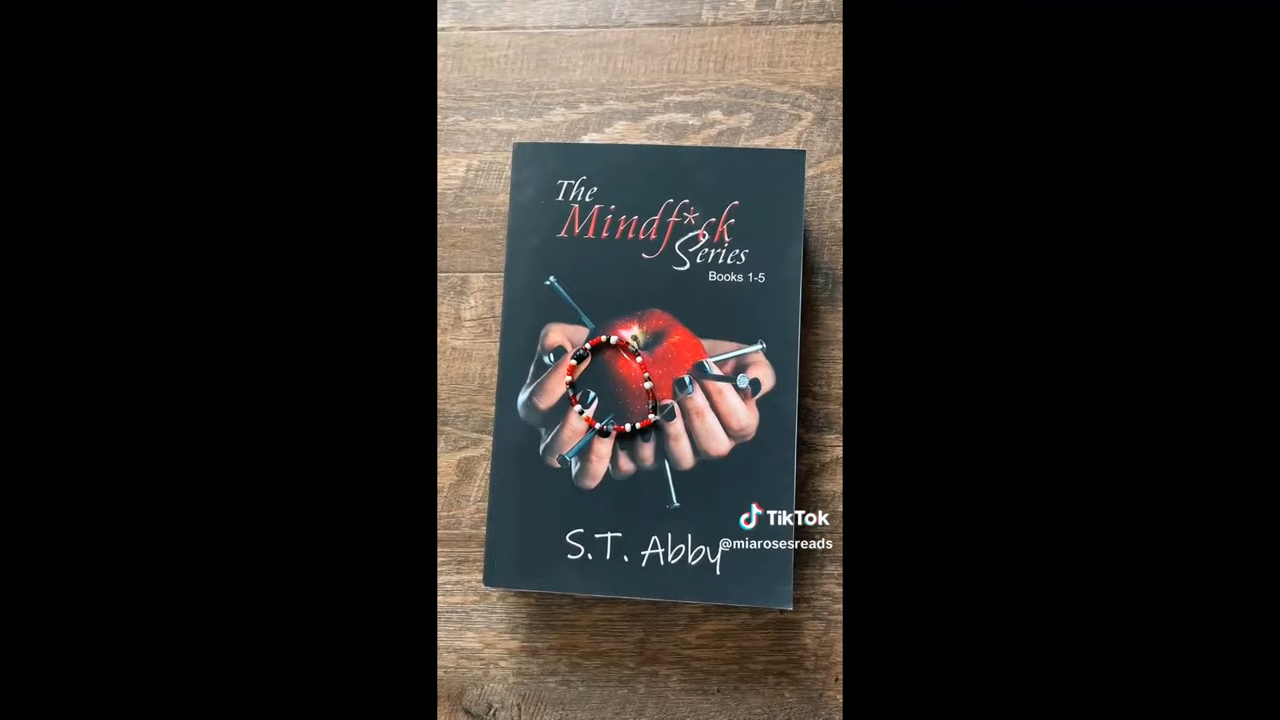 The
Mindf*ck
Series
Books 1-5
S.T. Abby
TikTok
@miarosesreads